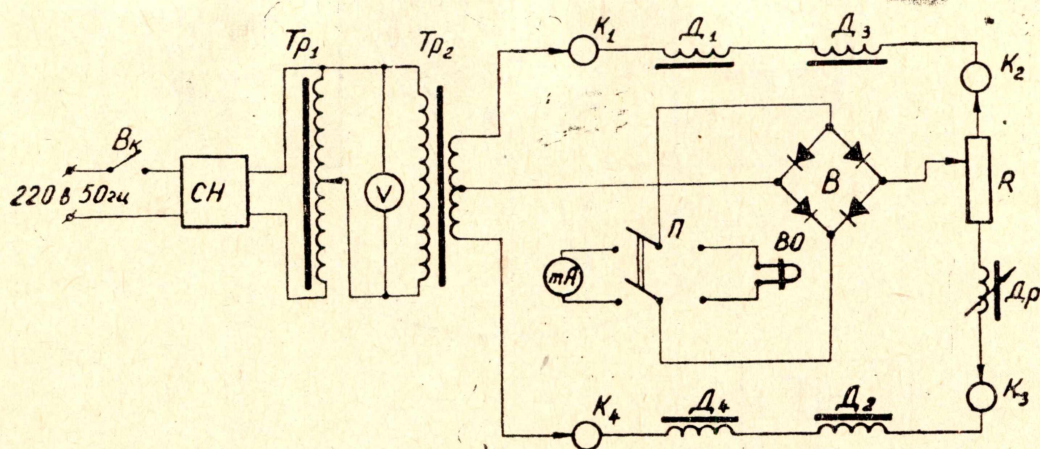 Тр₁
Тр₂
К₁
Д₁
Д₃
К₂
Вк
220 в 50гц
СН
V
В
R
П
ВО
mA
Др
К₃
К₄
Д₄
Д₂